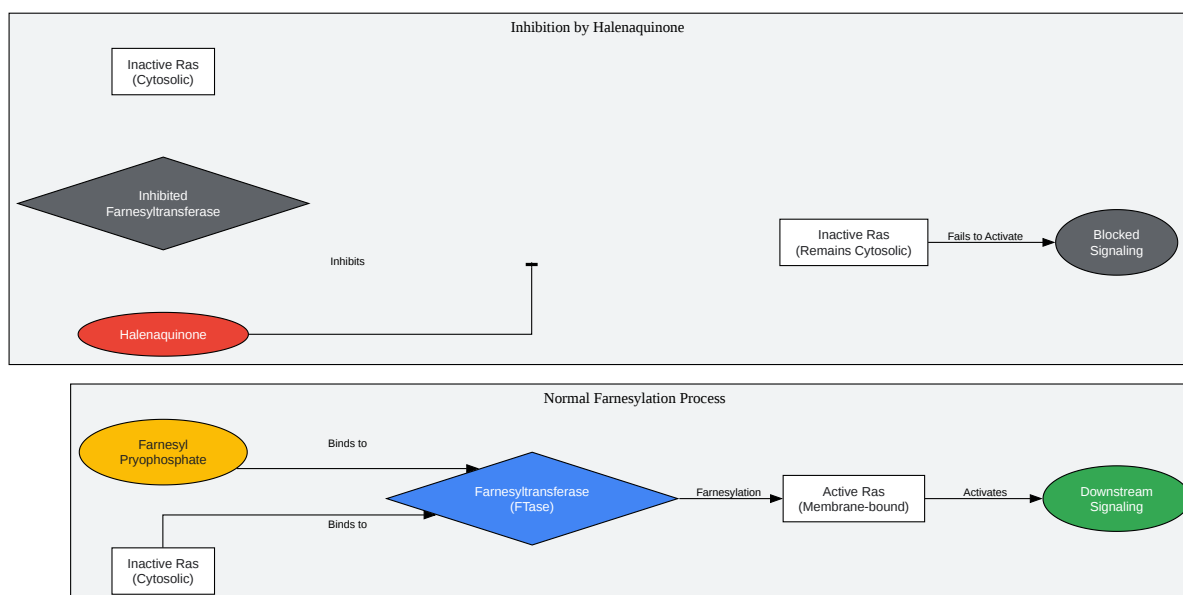 Inhibition by Halenaquinone
Inactive Ras
(Cytosolic)
Inhibited
Farnesyltransferase
Inhibits
Halenaquinone
Inactive Ras
(Remains Cytosolic)
Fails to Activate
Blocked
Signaling
Normal Farnesylation Process
Farnesyl
Pryophosphate
Binds to
Binds to
Inactive Ras
(Cytosolic)
Farnesyltransferase
(FTase)
Farnesylation
Active Ras
(Membrane-bound)
Activates
Downstream
Signaling